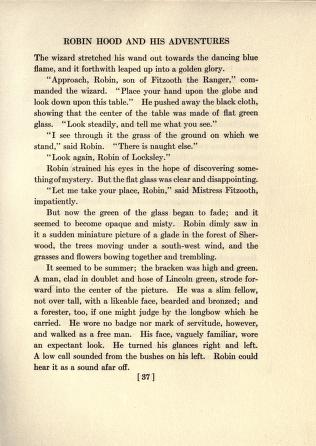 ROBIN HOOD AND HIS ADVENTURES
The wizard stretched his wand out towards the dancing blue
flame, and it forthwith leaped up into a golden glory.
"Approach, Robin, son of Fitzooth the Ranger," com-
manded the wizard. "Place your hand upon the globe and
look down upon this table." He pushed away the black cloth,
showing that the center of the table was made of flat green
glass. "Look steadily, and tell me what you see."
"I see through it the grass of the ground on which we
stand," said Robin. "There is naught else."
"Look again, Robin of Locksley."
Robin strained his eyes in the hope of discovering some-
thing of mystery. But the flat glass was clear and disappointing.
"Let me take your place, Robin," said Mistress Fitzooth,
impatiently.
But now the green of the glass began to fade; and it
seemed to become opaque and misty. Robin dimly saw in
it a sudden miniature picture of a glade in the forest of Sher-
wood, the trees moving under a south-west wind, and the
grasses and flowers bowing together and trembling.
It seemed to be summer; the bracken was high and green.
A man, clad in doublet and hose of Lincoln green, strode for-
ward into the center of the picture. He was a slim fellow,
not over tall, with a likeable face, bearded and bronzed; and
a forester, too, if one might judge by the longbow which he
carried. He wore no badge nor mark of servitude, however,
and walked as a free man. His face, vaguely familiar, wore
an expectant look. He turned his glances right and left.
A low call sounded from the bushes on his left. Robin could
hear it as a sound afar off.
[ 37 ]